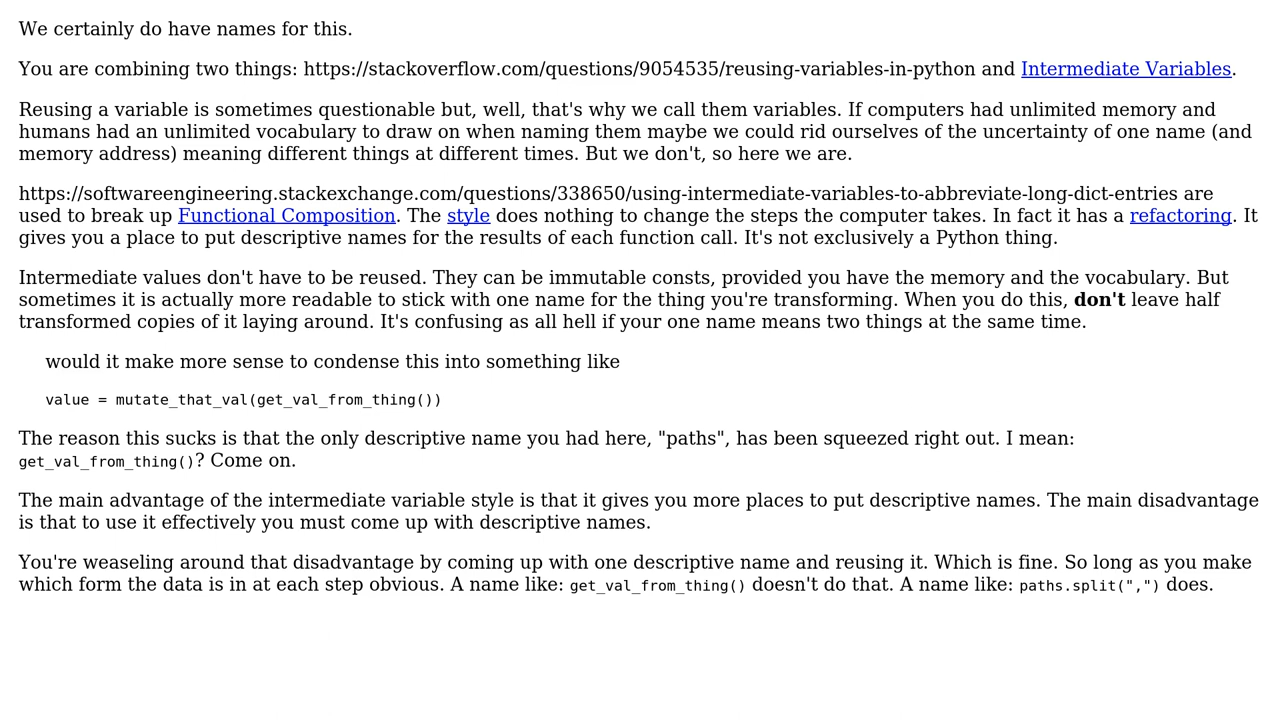 We certainly do have names for this.
You are combining two things: https://stackoverflow.com/questions/9054535/reusing-variables-in-python and Intermediate Variables.
Reusing a variable is sometimes questionable but, well, that's why we call them variables. If computers had unlimited memory and
humans had an unlimited vocabulary to draw on when naming them maybe we could rid ourselves of the uncertainty of one name (and
memory address) meaning different things at different times. But we don't, so here we are.
https://softwareengineering.stackexchange.com/questions/338650/using-intermediate-variables-to-abbreviate-long-dict-entries are
used to break up Functional Composition. The style does nothing to change the steps the computer takes. In fact it has a refactoring. It
gives you a place to put descriptive names for the results of each function call. It's not exclusively a Python thing.
Intermediate values don't have to be reused. They can be immutable consts, provided you have the memory and the vocabulary. But
sometimes it is actually more readable to stick with one name for the thing you're transforming. When you do this, don't leave half
transformed copies of it laying around. It's confusing as all hell if your one name means two things at the same time.
would it make more sense to condense this into something like
value = mutate_that_val(get_val_from_thing())
The reason this sucks is that the only descriptive name you had here, "paths", has been squeezed right out. I mean:
get_val_from_thing()? Come on.
The main advantage of the intermediate variable style is that it gives you more places to put descriptive names. The main disadvantage
is that to use it effectively you must come up with descriptive names.
You're weaseling around that disadvantage by coming up with one descriptive name and reusing it. Which is fine. So long as you make
which form the data is in at each step obvious. A name like: get_val_from_thing() doesn't do that. A name like: paths.split(",") does.